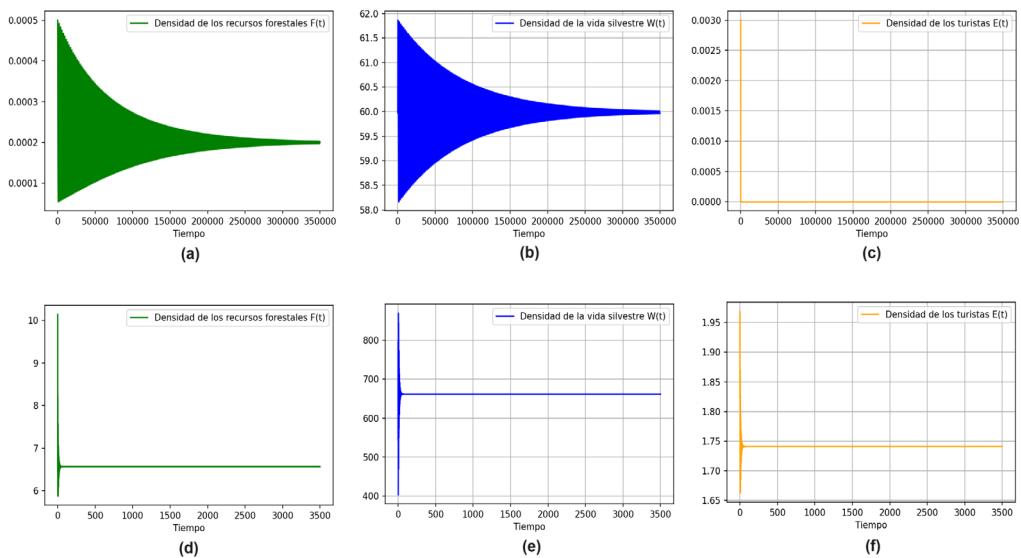 0.0005
0.0004
0.0003
0.0002
0.0001
Densidad de los recursos forestales F(t)
0 50000 100000 150000 200000 250000 300000 350000
Tiempo
(a)
62.0
61.5
61.0
60.5
60.0
59.5
59.0
58.5
58.0
Densidad de la vida silvestre W(t)
0 50000 100000 150000 200000 250000 300000 350000
Tiempo
(b)
0.0030
0.0025
0.0020
0.0015
0.0010
0.0005
0.0000
Densidad de los turistas E(t)
0 50000 100000 150000 200000 250000 300000 350000
Tiempo
(c)
10
9
8
7
6
Densidad de los recursos forestales F(t)
0 500 1000 1500 2000 2500 3000 3500
Tiempo
(d)
800
700
600
500
400
Densidad de la vida silvestre W(t)
0 500 1000 1500 2000 2500 3000 3500
Tiempo
(e)
1.95
1.90
1.85
1.80
1.75
1.70
1.65
Densidad de los turistas E(t)
0 500 1000 1500 2000 2500 3000 3500
Tiempo
(f)